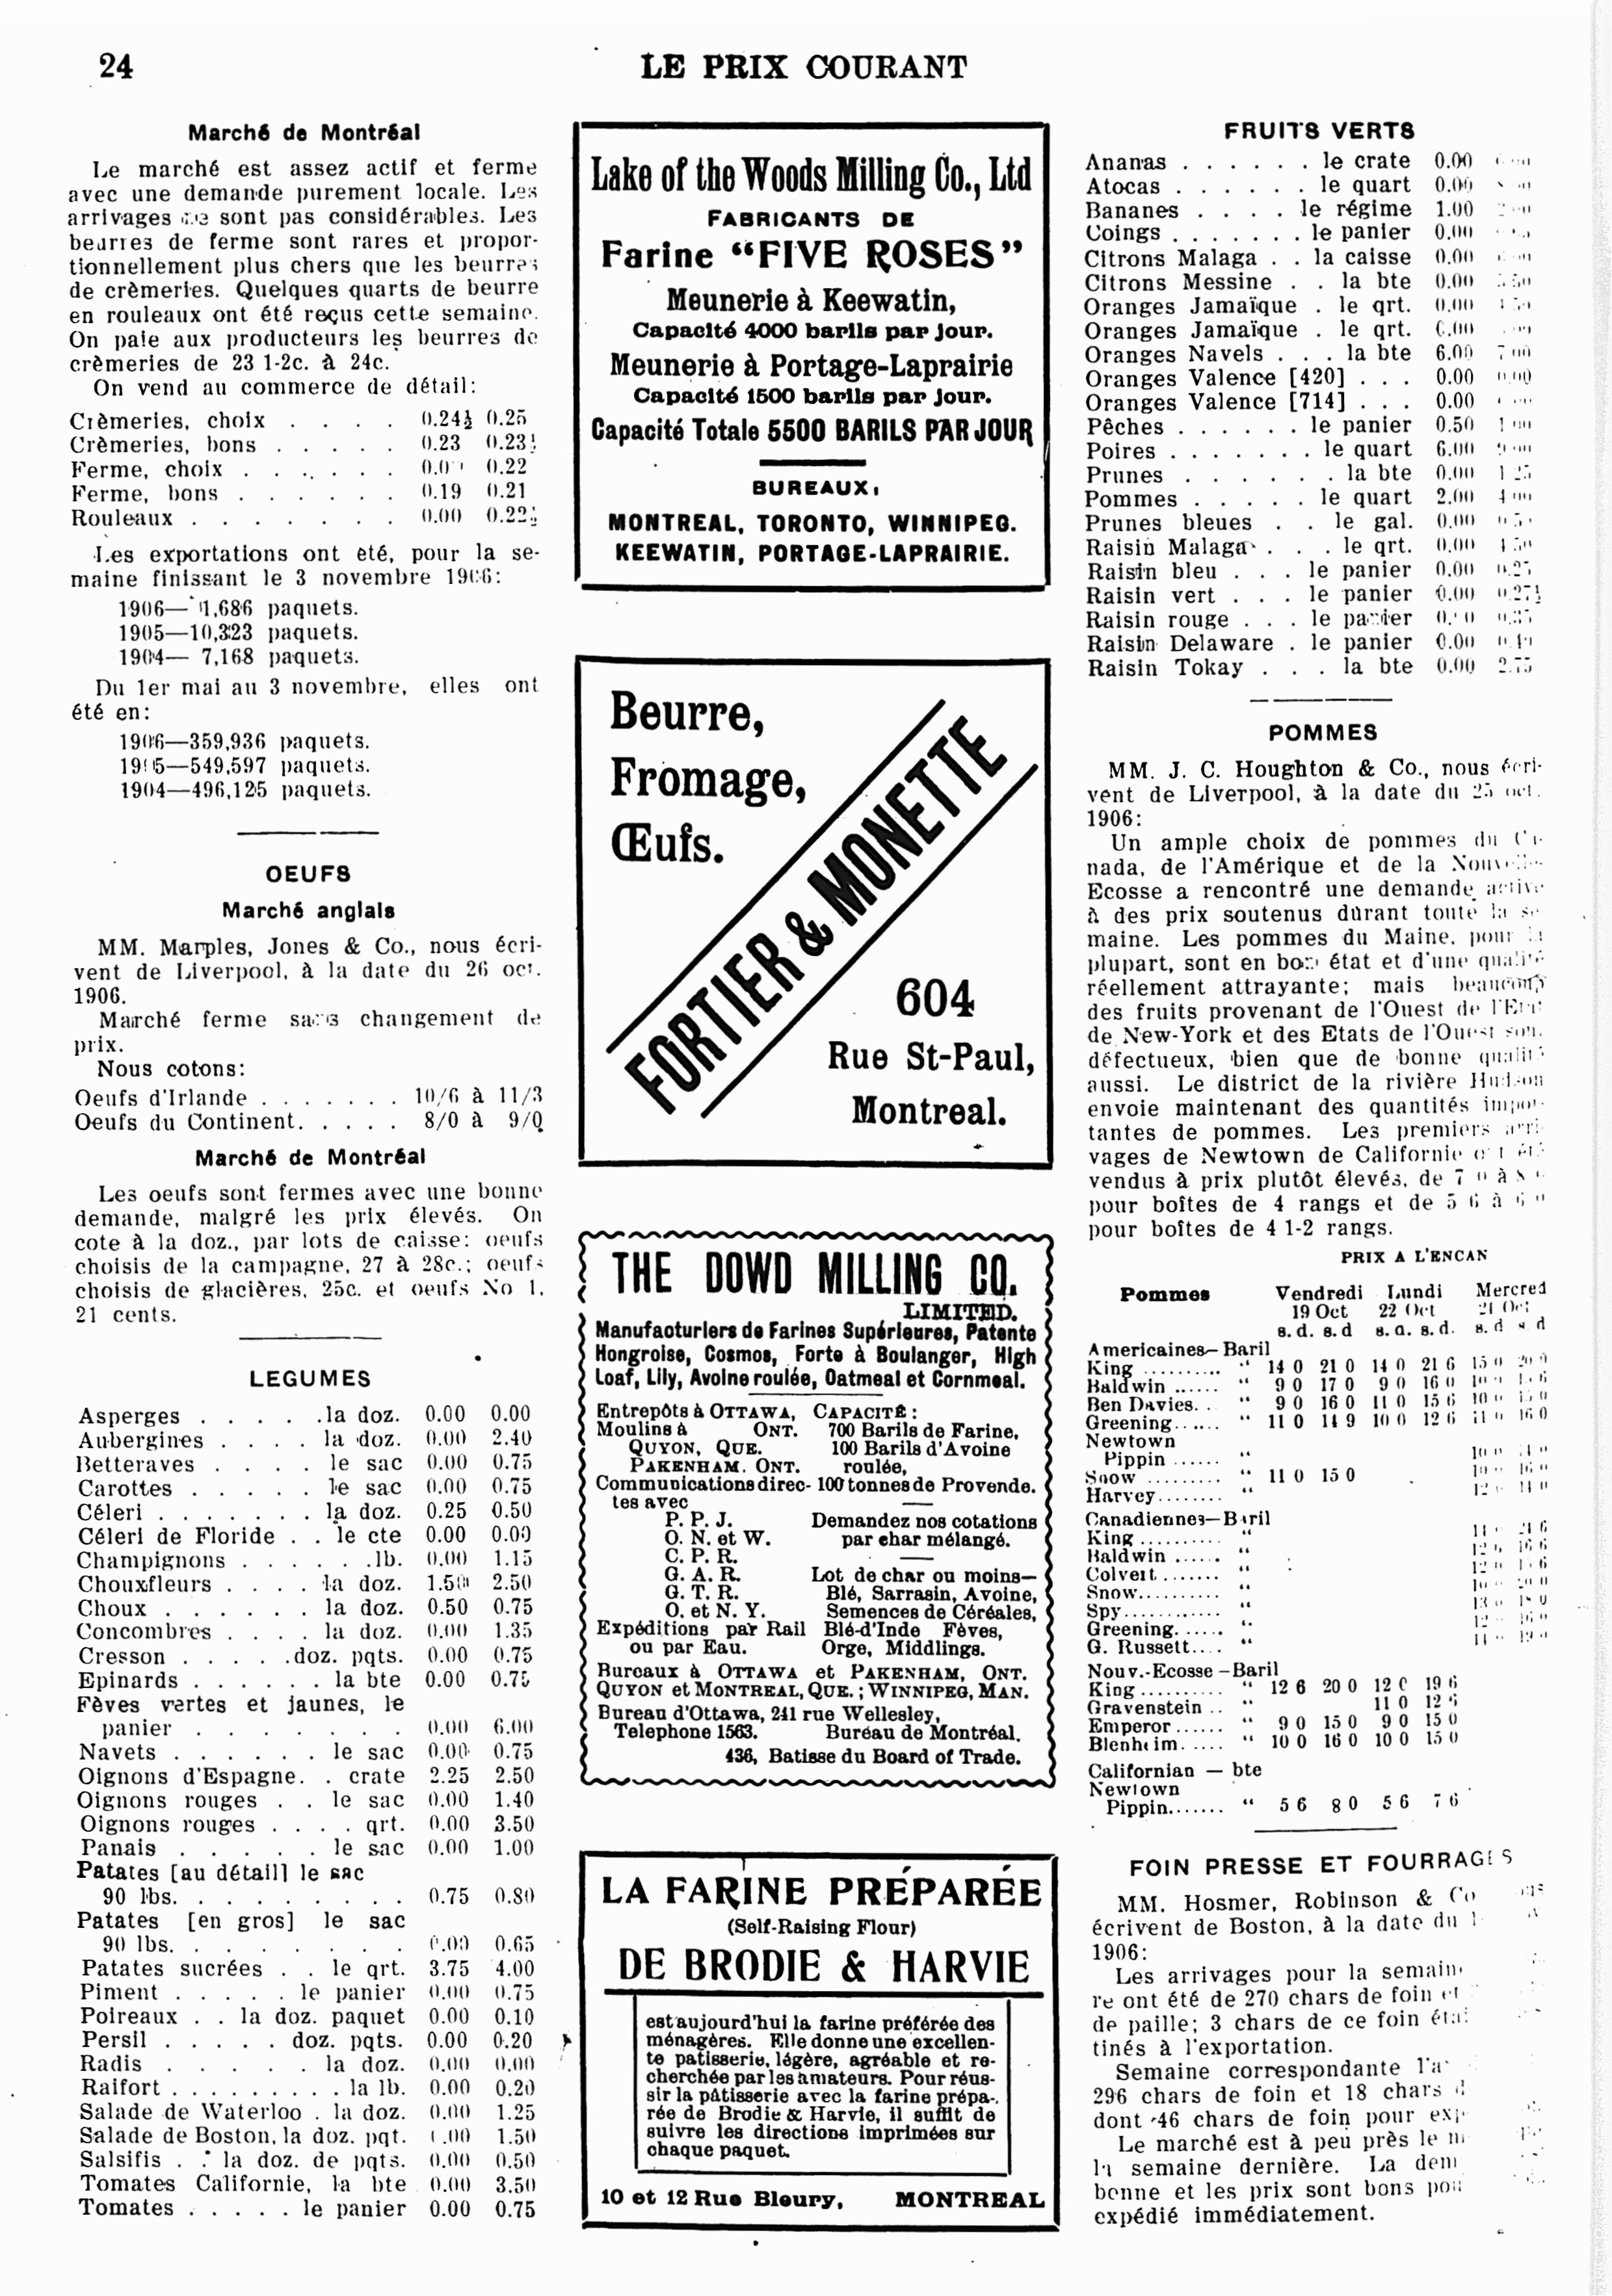 24
LE PRIX COURANT
Marché de Montréal
Le marché est assez actif et ferme
avec une demande purement locale. Les
arrivages ne sont pas considérables. Les
beurres de ferme sont rares et propor-
tionnellement plus chers que les beurres
de crèmeries. Quelques quarts de beurre
en rouleaux ont été reçus cette semaine.
On paie aux producteurs les beurres de
crèmeries de 23 1-2c. à 24c.
On vend au commerce de détail:
Crèmeries, choix . . . . 0.24½ 0.25
Crèmeries, bons . . . . . 0.23
Ferme, choix . . . . . . 0.22
Ferme, bons . . . . . . 0.19 0.21
Rouleaux . . . . . . . 0.00
Les exportations ont été, pour la se-
maine finissant le 3 novembre 1906:
1906— 1,686 paquets.
1905—10,323 paquets.
1904— 7,168 paquets.
Du 1er mai au 3 novembre, elles ont
été en:
1906—359,936 paquets.
1905—549,597 paquets.
1904—496,125 paquets.
OEUFS
Marché anglais
MM. Marples, Jones & Co., nous écri-
vent de Liverpool, à la date du 26 oct.
1906.
Marché ferme sans changement de
prix.
Nous cotons:
Oeufs d'Irlande . . . . . . . 10/6 à 11/3
Oeufs du Continent. . . . . 8/0 à 9/0
Marché de Montréal
Les oeufs sont fermes avec une bonne
demande, malgré les prix élevés. On
cote à la doz., par lots de caisse: oeufs
choisis de la campagne, 27 à 28c.; oeufs
choisis de glacières, 25c. et oeufs No 1,
21 cents.
LEGUMES
Asperges . . . . .la doz. 0.00 0.00
Aubergines . . . . la doz. 0.00 2.40
Betteraves . . . . le sac 0.00 0.75
Carottes . . . . . le sac 0.00 0.75
Céleri . . . . . . . la doz. 0.25 0.50
Céleri de Floride . . le cte 0.00 0.00
Champignons . . . . . .lb. 0.00 1.15
Chouxfleurs . . . . la doz. 1.50 2.50
Choux . . . . . . la doz. 0.50 0.75
Concombres . . . . la doz. 0.00 1.35
Cresson . . . . .doz. pqts. 0.00 0.75
Epinards . . . . . . la bte 0.00 0.75
Fèves vertes et jaunes, le
panier . . . . . . . 0.00 6.00
Navets . . . . . . le sac 0.00 0.75
Oignons d'Espagne. . crate 2.25 2.50
Oignons rouges . . le sac 0.00 1.40
Oignons rouges . . . . qrt. 0.00 3.50
Panais . . . . . le sac 0.00 1.00
Patates [au détail] le sac
90 lbs. . . . . . . . . 0.75 0.80
Patates [en gros] le sac
90 lbs. . . . . . . . 0.00 0.65
Patates sucrées . . le qrt. 3.75 4.00
Piment . . . . . le panier 0.00 0.75
Poireaux . . la doz. paquet 0.00 0.10
Persil . . . . . doz. pqts. 0.00 0.20
Radis . . . . . la doz. 0.00 0.00
Raifort . . . . . . . . . la lb. 0.00 0.20
Salade de Waterloo . la doz. 0.00 1.25
Salade de Boston, la doz. pqt. 1.50
Salsifis . . la doz. de pqts. 0.00 0.50
Tomates Californie, la bte 0.00 3.50
Tomates . . . . . le panier 0.00 0.75
Lake of the Woods Milling Co., Ltd
FABRICANTS DE
Farine "FIVE ROSES"
Meunerie à Keewatin,
Capacité 4000 barils par jour.
Meunerie à Portage-Laprairie
Capacité 1500 barils par jour.
Capacité Totale 5500 BARILS PAR JOUR
BUREAUX,
MONTREAL, TORONTO, WINNIPEG.
KEEWATIN, PORTAGE-LAPRAIRIE.
Beurre,
Fromage,
Œufs.
FORTIER & MONETTE
604
Rue St-Paul,
Montreal.
THE DOWD MILLING CO.
LIMITED.
Manufacturiers de Farines Supérieures, Patente
Hongroise, Cosmos, Forte à Boulanger, High
Loaf, Lily, Avoine roulée, Oatmeal et Cornmeal.
Entrepôts à OTTAWA, CAPACITÉ:
Moulins à ONT. 700 Barils de Farine,
QUYON, QUE. 100 Barils d'Avoine
PAKENHAM, ONT. roulée,
Communications direc- 100 tonnes de Provende.
tes avec
P. P. J. Demandez nos cotations
O. N. et W. par char mélangé.
C. P. R.
G. A. R. Lot de char ou moins—
G. T. R. Blé, Sarrasin, Avoine,
O. et N. Y. Semences de Céréales,
Expéditions par Rail Blé-d'Inde Fèves,
ou par Eau. Orge, Middlings.
Bureaux à OTTAWA et PAKENHAM, ONT.
QUYON et MONTREAL, QUE.; WINNIPEG, MAN.
Bureau d'Ottawa, 241 rue Wellesley,
Telephone 1563. Bureau de Montréal,
436, Batisse du Board of Trade.
LA FARINE PRÉPARÉE
(Self-Raising Flour)
DE BRODIE & HARVIE
est aujourd'hui la farine préférée des
ménagères. Elle donne une excellen-
te patisserie, légère, agréable et re-
cherchée par les amateurs. Pour réus-
sir la pâtisserie avec la farine prépa-
rée de Brodie & Harvie, il suffit de
suivre les directions imprimées sur
chaque paquet.
10 et 12 Rue Bleury, MONTREAL
FRUITS VERTS
Ananas . . . . . . le crate 0.00
Atocas . . . . . . le quart 0.00
Bananes . . . . le régime 1.00
Coings . . . . . . . le panier 0.00
Citrons Malaga . . la caisse 0.00
Citrons Messine . . la bte 0.00
Oranges Jamaïque . le qrt. 0.00
Oranges Jamaïque . le qrt. 0.00
Oranges Navels . . . la bte 6.00 7.00
Oranges Valence [420] . . . 0.00 0.00
Oranges Valence [714] . . . 0.00
Pêches . . . . . . le panier 0.50
Poires . . . . . . . le quart 6.00
Prunes . . . . . . . la bte 0.00 1.25
Pommes . . . . . le quart 2.00 4.00
Prunes bleues . . le gal. 0.00
Raisin Malaga . . . le qrt. 0.00
Raisin bleu . . . le panier 0.00
Raisin vert . . . le panier 0.00 0.27½
Raisin rouge . . . le panier
Raisin Delaware . le panier 0.00
Raisin Tokay . . . la bte 0.00 2.75
POMMES
MM. J. C. Houghton & Co., nous écri-
vent de Liverpool, à la date du 25 oct.
1906:
Un ample choix de pommes du Ca-
nada, de l'Amérique et de la Nouvelle-
Ecosse a rencontré une demande active
à des prix soutenus durant toute la se-
maine. Les pommes du Maine, pour la
plupart, sont en bon état et d'une qualité
réellement attrayante; mais beaucoup
des fruits provenant de l'Ouest de l'Etat
de New-York et des Etats de l'Ouest sont
défectueux, bien que de bonne qualité
aussi. Le district de la rivière Hudson
envoie maintenant des quantités impor-
tantes de pommes. Les premiers arri-
vages de Newtown de Californie ont été
vendus à prix plutôt élevés, de
pour boîtes de 4 rangs et de 5 6 à
pour boîtes de 4 1-2 rangs.
PRIX A L'ENCAN
Pommes Vendredi Lundi Mercred
19 Oct 22 Oct
s. d. s. d s. d. s. d. s. d s d
Americaines—Baril
King .......... " 14 0 21 0 14 0 21 6
Baldwin ...... " 9 0 17 0 9 0 16 0
Ben Davies. . " 9 0 16 0 11 0 15 6
Greening...... " 11 0 14 9 10 0 12 6
Newtown
Pippin ...... "
Snow ......... " 11 0 15 0
Harvey........ "
Canadiennes—Baril
King .......... "
Baldwin ...... "
Colvert........ "
Snow.......... "
Spy............ "
Greening...... "
G. Russett.... "
Nouv.-Ecosse—Baril
King.......... " 12 6 20 0 12 0 19 6
Gravenstein .. " 11 0 12 6
Emperor...... " 9 0 15 0 9 0 15 0
Blenheim..... " 10 0 16 0 10 0 15 0
Californian — bte
Newtown
Pippin....... " 5 6 8 0 5 6 7 6
FOIN PRESSE ET FOURRAGES
MM. Hosmer, Robinson & Co
écrivent de Boston, à la date du
1906:
Les arrivages pour la semaine
re ont été de 270 chars de foin et
de paille; 3 chars de ce foin
tinés à l'exportation.
Semaine correspondante
296 chars de foin et 18 chars
dont 46 chars de foin pour
Le marché est à peu près le
la semaine dernière. La
bonne et les prix sont bons
expédié immédiatement.